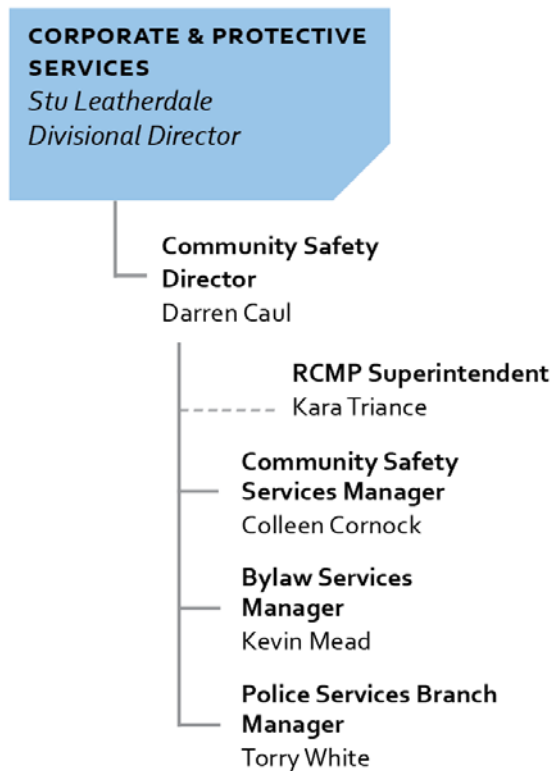 CORPORATE & PROTECTIVE
SERVICES
Stu Leatherdale
Divisional Director
Community Safety
Director
Darren Caul
RCMP Superintendent
Kara Triance
Community Safety
Services Manager
Colleen Cornock
Bylaw Services
Manager
Kevin Mead
Police Services Branch
Manager
Torry White